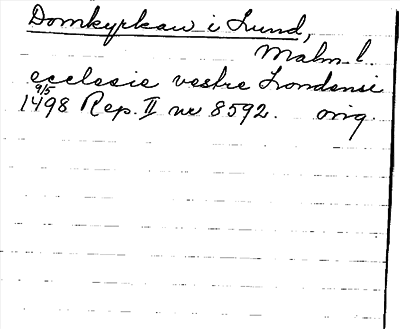 Domkyrkan i Lund,
Malm. l.
ecclesie vestre Londensi
9/5
1498 Rep. II nr 8592. orig.